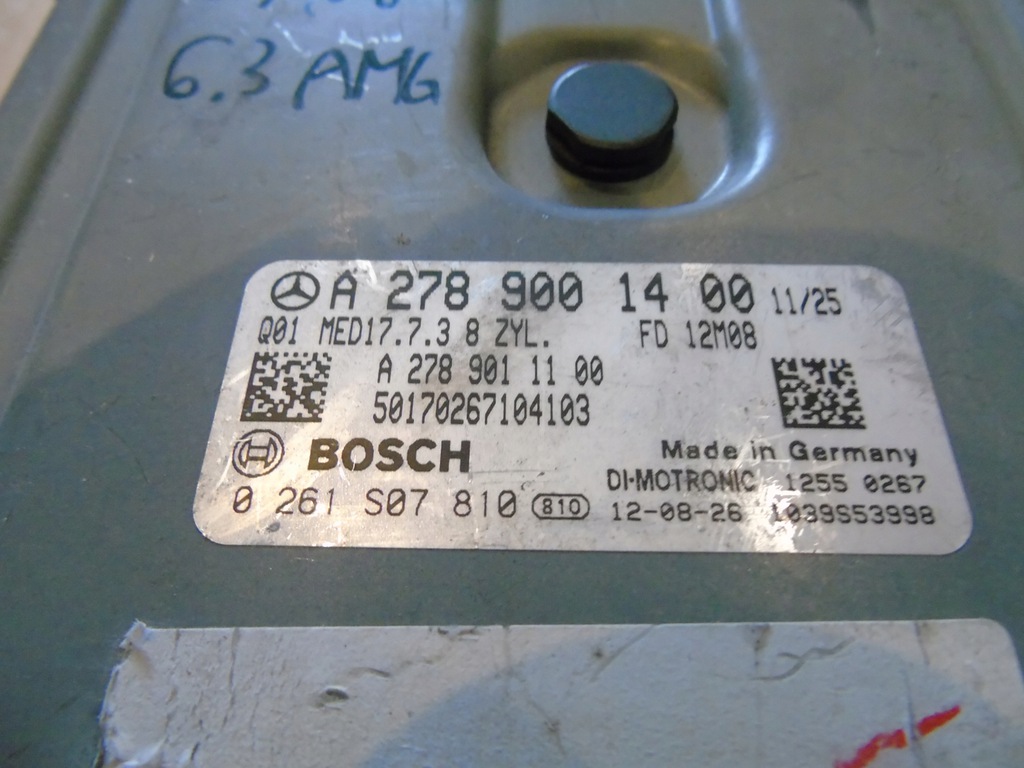 6.3 AMG
A 278 900 14 00 11/25
Q01 MED17.7.3 8 ZYL. FD 12M08
A 278 901 11 00
50170267104103
BOSCH
Made in Germany
DI-MOTRONIC 1255 0267
0 261 S07 810 810 12-08-26 1039S53998